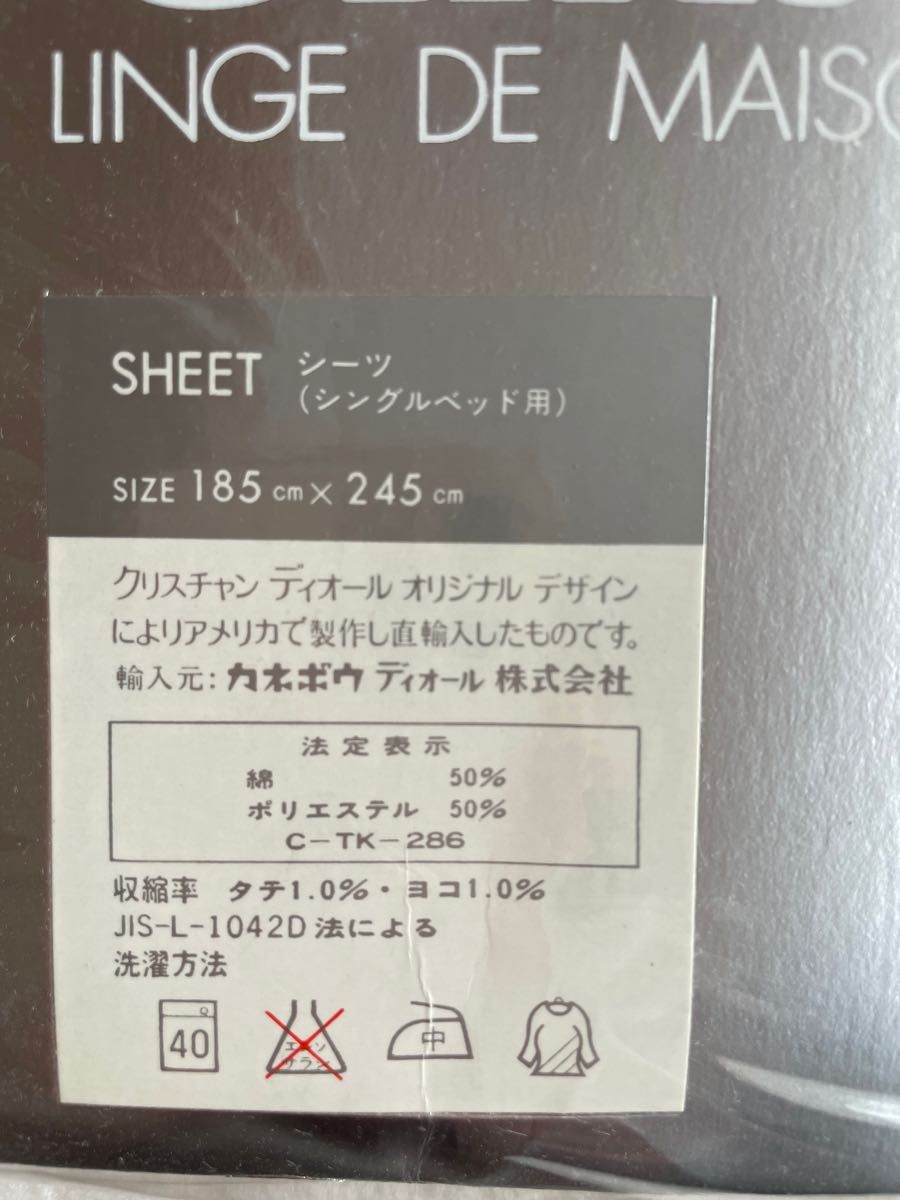 LINGE DE MAISO
SHEET シーツ
(シングルベッド用)
SIZE 185 cm × 245 cm
クリスチャン ディオール オリジナル デザイン
によりアメリカで製作し直輸入したものです。
輸入元: カネボウ ディオール 株式会社
法定表示
綿 50%
ポリエステル 50%
C-TK-286
収縮率 タテ1.0%・ヨコ1.0%
JIS-L-1042D 法による
洗濯方法
40 中